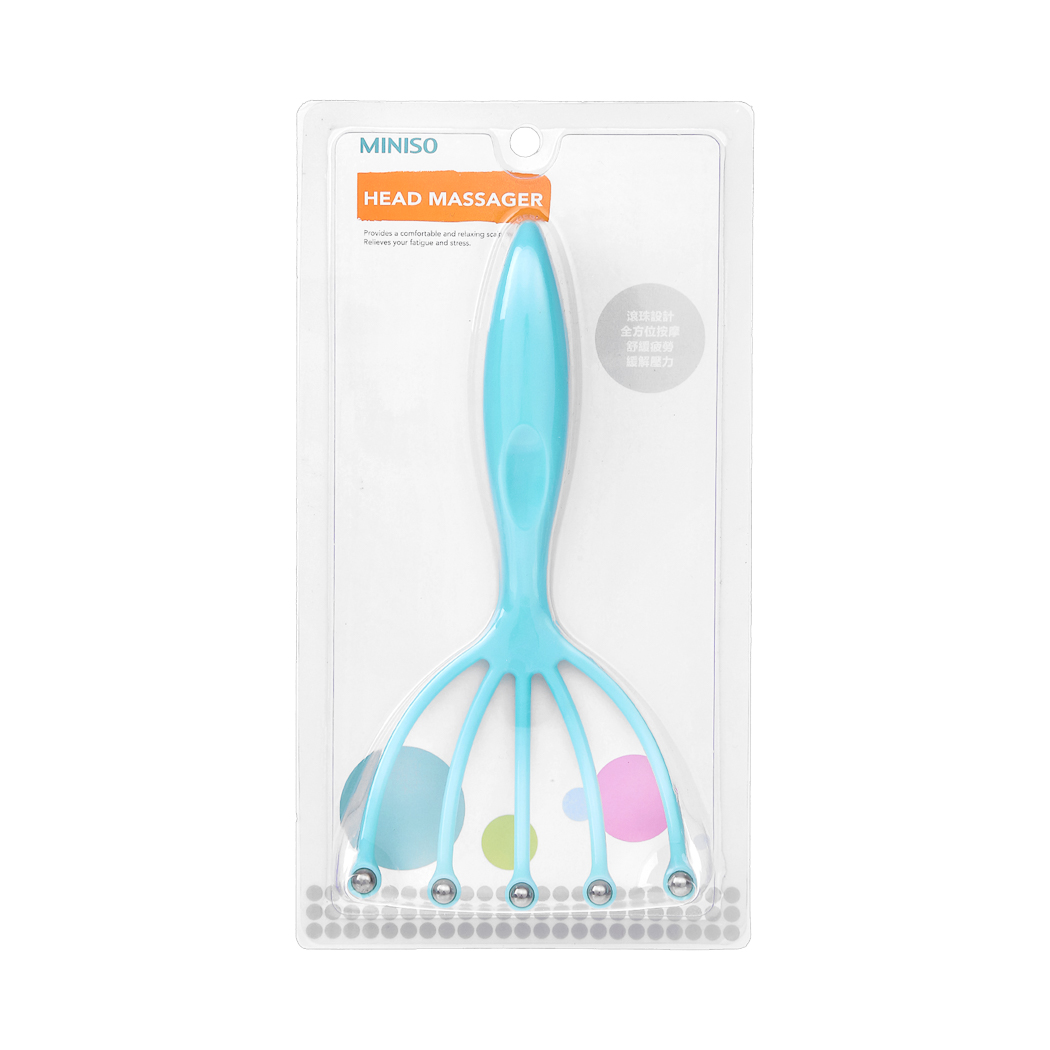 MINISO
HEAD MASSAGER
Provides a comfortable and relaxing
Relieves your fatigue and stress.
滾球設計
全方位按摩
舒緩疲勞
緩解壓力